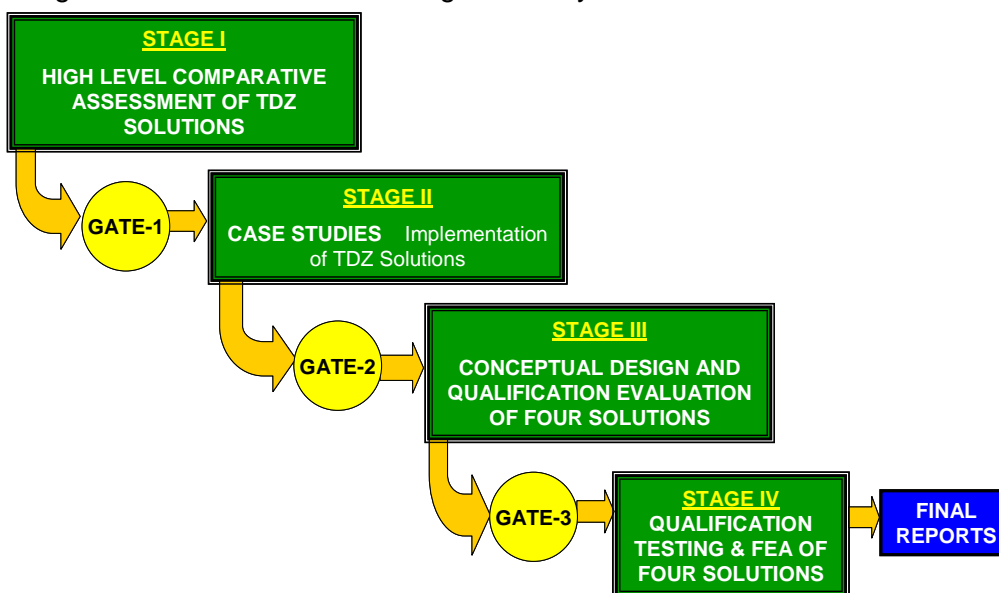 STAGE I
HIGH LEVEL COMPARATIVE
ASSESSMENT OF TDZ
SOLUTIONS
GATE-1
STAGE II
CASE STUDIES Implementation
of TDZ Solutions
GATE-2
STAGE III
CONCEPTUAL DESIGN AND
QUALIFICATION EVALUATION
OF FOUR SOLUTIONS
GATE-3
STAGE IV
QUALIFICATION
TESTING & FEA OF
FOUR SOLUTIONS
FINAL
REPORTS